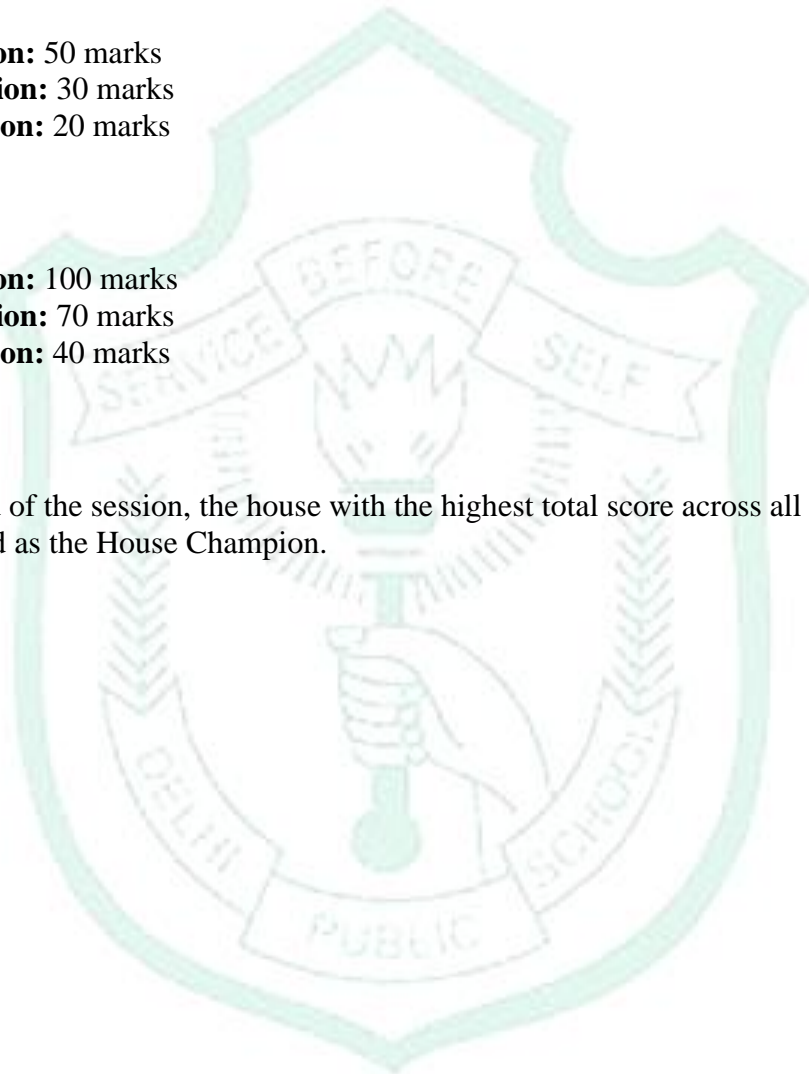 on: 50 marks
ion: 30 marks
on: 20 marks
on: 100 marks
ion: 70 marks
on: 40 marks
of the session, the house with the highest total score across all
d as the House Champion.
SERVICE BEFORE SELF
DELHI PUBLIC SCHOOL